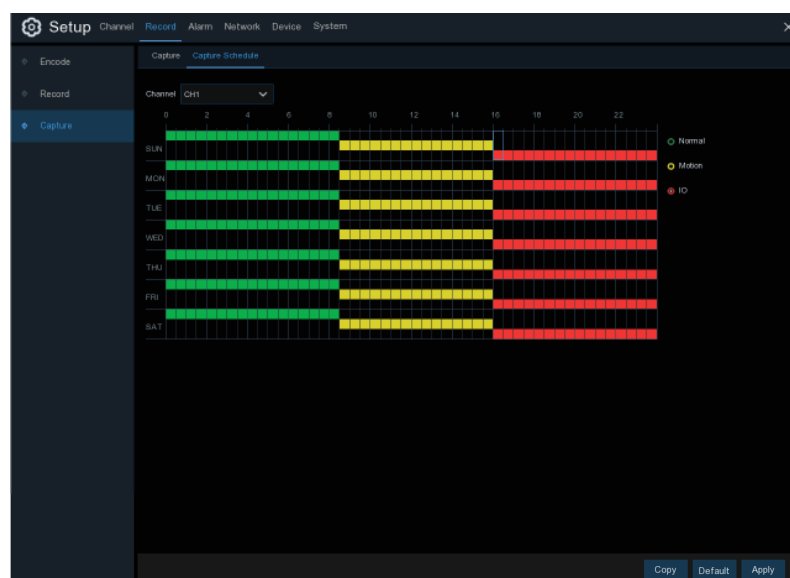 Setup Channel Record Alarm Network Device System X
Encode
Record
Capture
Capture Capture Schedule
Channel CH1
0 2 4 6 8 10 12 14 16 18 20 22
SUN
MON
TUE
WED
THU
FRI
SAT
Normal
Motion
IO
Copy Default Apply